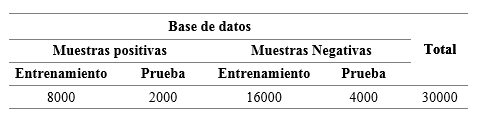 Base de datos
Muestras positivas Muestras Negativas Total
Entrenamiento Prueba Entrenamiento Prueba
8000 2000 16000 4000 30000